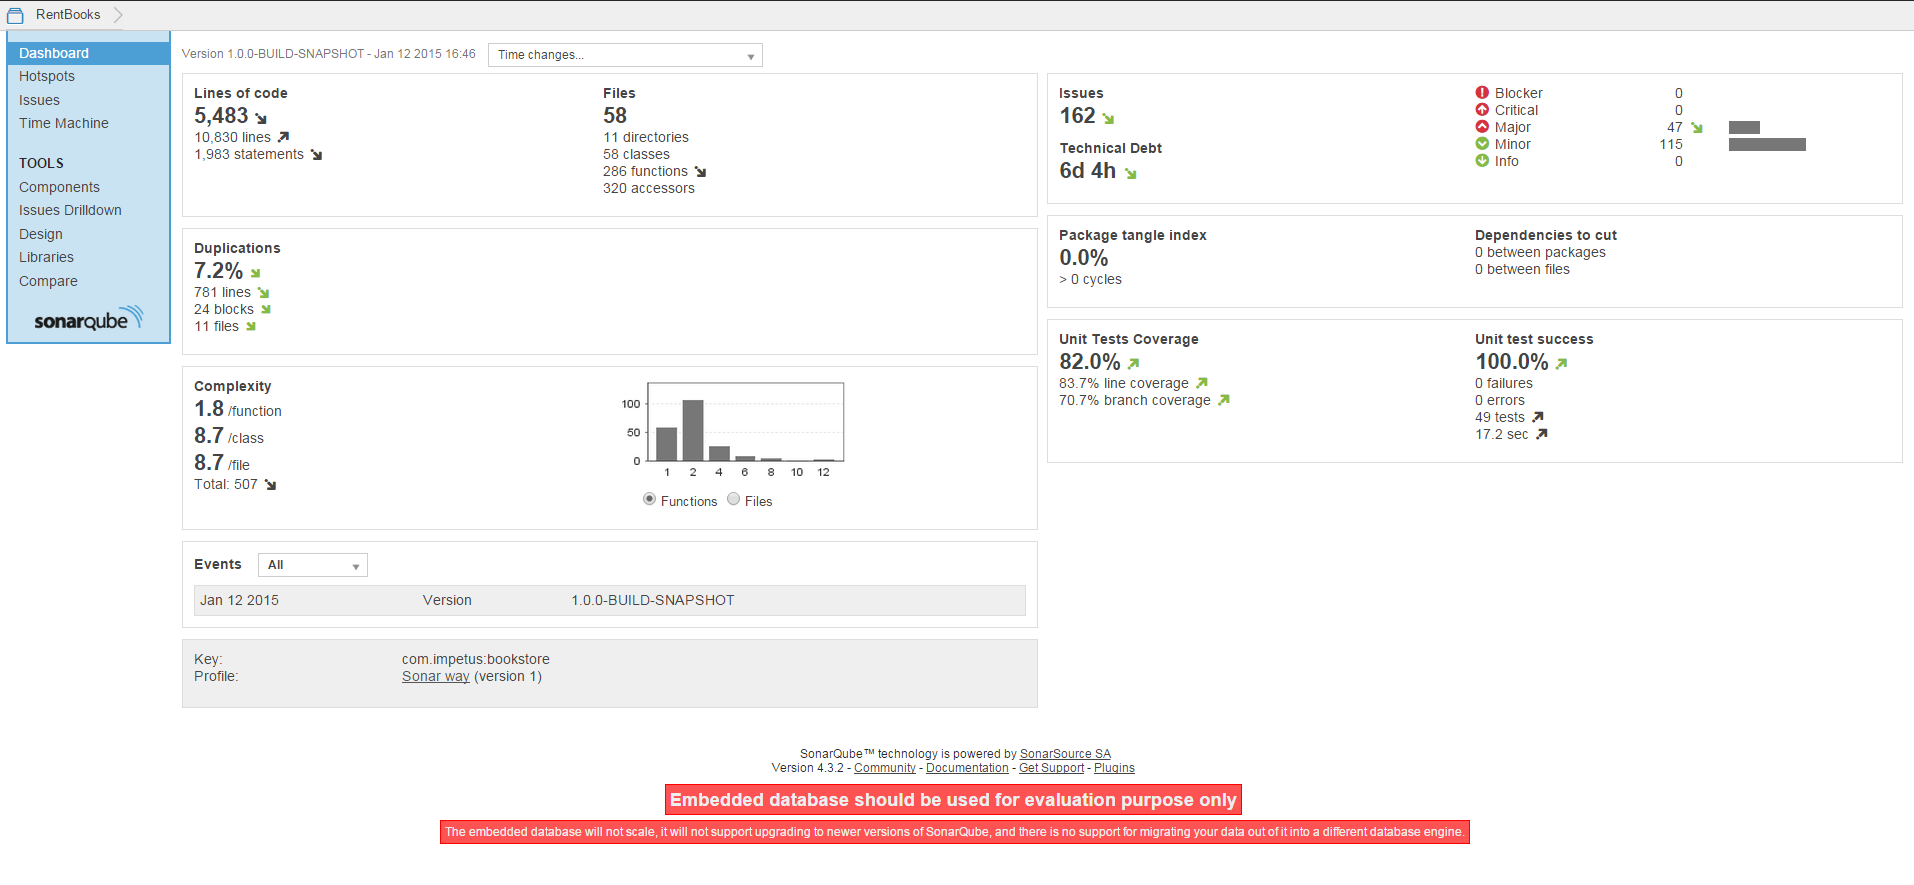 RentBooks
Dashboard
Hotspots
Issues
Time Machine
TOOLS
Components
Issues Drilldown
Design
Libraries
Compare
sonarqube
Version 1.0.0-BUILD-SNAPSHOT - Jan 12 2015 16:46
Time changes...
Lines of code
5,483
10,830 lines
1,983 statements
Files
58
11 directories
58 classes
286 functions
320 accessors
Duplications
7.2%
781 lines
24 blocks
11 files
Complexity
1.8 /function
8.7 /class
8.7 /file
Total: 507
100
50
0
1 2 4 6 8 10 12
Functions Files
Events All
Jan 12 2015 Version 1.0.0-BUILD-SNAPSHOT
Key: com.impetus:bookstore
Profile: Sonar way (version 1)
Issues
162
Technical Debt
6d 4h
Blocker 0
Critical 0
Major 47
Minor 115
Info 0
Package tangle index
0.0%
> 0 cycles
Dependencies to cut
0 between packages
0 between files
Unit Tests Coverage
82.0%
83.7% line coverage
70.7% branch coverage
Unit test success
100.0%
0 failures
0 errors
49 tests
17.2 sec
SonarQube™ technology is powered by SonarSource SA
Version 4.3.2 - Community - Documentation - Get Support - Plugins
Embedded database should be used for evaluation purpose only
The embedded database will not scale, it will not support upgrading to newer versions of SonarQube, and there is no support for migrating your data out of it into a different database engine.